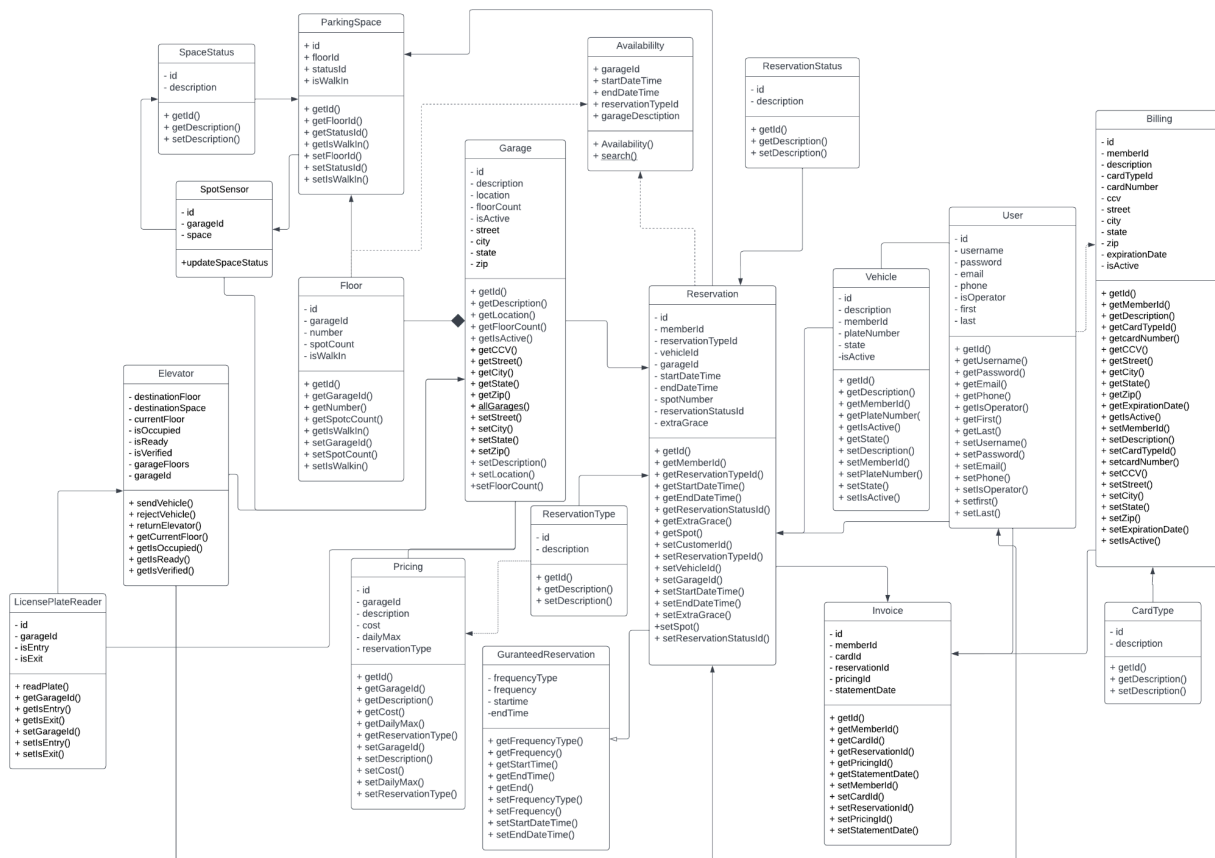 ParkingSpace
+ id
+ floorId
+ statusId
+ isWalkIn
+ getId()
+ getFloorId()
+ getStatusId()
+ getIsWalkIn()
+ setFloorId()
+ setStatusId()
+ setIsWalkIn()
SpaceStatus
- id
- description
+ getId()
+ getDescription()
+ setDescription()
SpotSensor
- id
- garageId
- space
+updateSpaceStatus
Availabililty
+ garageId
+ startDateTime
+ endDateTime
+ reservationTypeId
+ garageDesctiption
+ Availability()
+ search()
ReservationStatus
- id
- description
+ getId()
+ getDescription()
+ setDescription()
Garage
- id
- description
- location
- floorCount
- isActive
- street
- city
- state
- zip
+ getId()
+ getDescription()
+ getLocation()
+ getFloorCount()
+ getIsActive()
+ getCCV()
+ getStreet()
+ getCity()
+ getState()
+ getZip()
+ allGarages()
+ setStreet()
+ setCity()
+ setState()
+ setZip()
+ setDescription()
+ setLocation()
+setFloorCount()
Floor
- id
- garageId
- number
- spotCount
- isWalkIn
+ getId()
+ getGarageId()
+ getNumber()
+ getSpotcCount()
+ getIsWalkIn()
+ setGarageId()
+ setSpotCount()
+ setIsWalkin()
Elevator
- destinationFloor
- destinationSpace
- currentFloor
- isOccupied
- isReady
- isVerified
- garageFloors
- garageId
+ sendVehicle()
+ rejectVehicle()
+ returnElevator()
+ getCurrentFloor()
+ getIsOccupied()
+ getIsReady()
+ getIsVerified()
LicensePlateReader
- id
- garageId
- isEntry
- isExit
+ readPlate()
+ getGarageId()
+ getIsEntry()
+ getIsExit()
+ setGarageId()
+ setIsEntry()
+ setIsExit()
Pricing
- id
- garageId
- description
- cost
- dailyMax
- reservationType
+ getId()
+ getGarageId()
+ getDescription()
+ getCost()
+ getDailyMax()
+ getReservationType()
+ setGarageId()
+ setDescription()
+ setCost()
+ setDailyMax()
+ setReservationType()
ReservationType
- id
- description
+ getId()
+ getDescription()
+ setDescription()
GuranteedReservation
- frequencyType
- frequency
- startime
-endTime
+ getFrequencyType()
+ getFrequency()
+ getStartTime()
+ getEndTime()
+ getEnd()
+ setFrequencyType()
+ setFrequency()
+ setStartDateTime()
+ setEndDateTime()
Reservation
- id
- memberId
- reservationTypeId
- vehicleId
- garageId
- startDateTime
- endDateTime
- spotNumber
- reservationStatusId
- extraGrace
+ getId()
+ getMemberId()
+ getReservationTypeId()
+ getStartDateTime()
+ getEndDateTime()
+ getReservationStatusId()
+ getExtraGrace()
+ getSpot()
+ setCustomerId()
+ setReservationTypeId()
+ setVehicleId()
+ setGarageId()
+ setStartDateTime()
+ setEndDateTime()
+ setExtraGrace()
+setSpot()
+ setReservationStatusId()
Vehicle
- id
- description
- memberId
- plateNumber
- state
-isActive
+ getId()
+ getDescription()
+ getMemberId()
+ getPlateNumber(
+ getIsActive()
+ getState()
+ setDescription()
+ setMemberId()
+ setPlateNumber()
+ setState()
+ setIsActive()
User
- id
- username
- password
- email
- phone
- isOperator
- first
- last
+ getId()
+ getUsername()
+ getPassword()
+ getEmail()
+ getPhone()
+ getIsOperator()
+ getFirst()
+ getLast()
+ setUsername()
+ setPassword()
+ setEmail()
+ setPhone()
+ setIsOperator()
+ setfirst()
+ setLast()
Billing
- id
- memberId
- description
- cardTypeId
- cardNumber
- ccv
- street
- city
- state
- zip
- expirationDate
- isActive
+ getId()
+ getMemberId()
+ getDescription()
+ getCardTypeId()
+ getcardNumber()
+ getCCV()
+ getStreet()
+ getCity()
+ getState()
+ getZip()
+ getExpirationDate()
+ getIsActive()
+ setMemberId()
+ setDescription()
+ setCardTypeId()
+ setcardNumber()
+ setCCV()
+ setStreet()
+ setCity()
+ setState()
+ setZip()
+ setExpirationDate()
+ setIsActive()
Invoice
- id
- memberId
- cardId
- reservationId
- pricingId
- statementDate
+ getId()
+ getMemberId()
+ getCardId()
+ getReservationId()
+ getPricingId()
+ getStatementDate()
+ setMemberId()
+ setCardId()
+ setReservationId()
+ setPricingId()
+ setStatementDate()
CardType
- id
- description
+ getId()
+ getDescription()
+ setDescription()